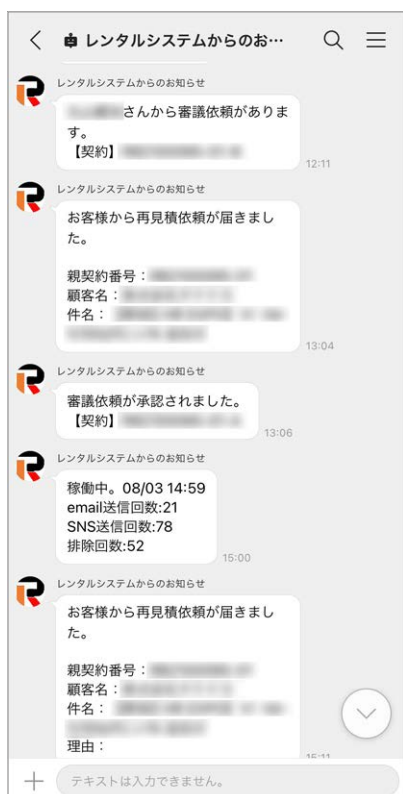 レンタルシステムからのお…
レンタルシステムからのお知らせ
さんから審議依頼がありま
す。
【契約】
12:11
レンタルシステムからのお知らせ
お客様から再見積依頼が届きまし
た。
親契約番号：
顧客名：
件名：
13:04
レンタルシステムからのお知らせ
審議依頼が承認されました。
【契約】
13:06
レンタルシステムからのお知らせ
稼働中。08/03 14:59
email送信回数:21
SNS送信回数:78
排除回数:52
15:00
レンタルシステムからのお知らせ
お客様から再見積依頼が届きまし
た。
親契約番号：
顧客名：
件名：
理由：
15:11
テキストは入力できません。